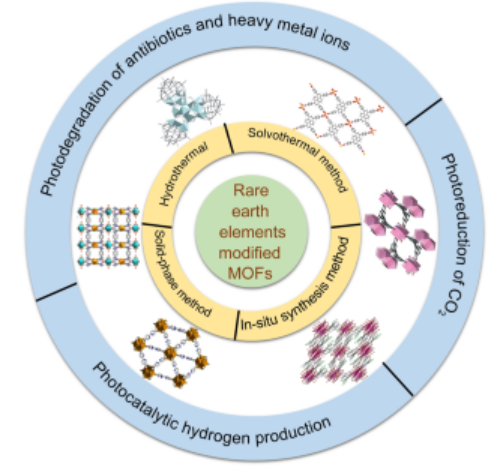 Photodegradation of antibiotics and heavy metal ions
Photoreduction of CO₂
Photocatalytic hydrogen production
Hydrothermal
Solvothermal method
Solid-phase method
In-situ synthesis method
Rare
earth
elements
modified
MOFs